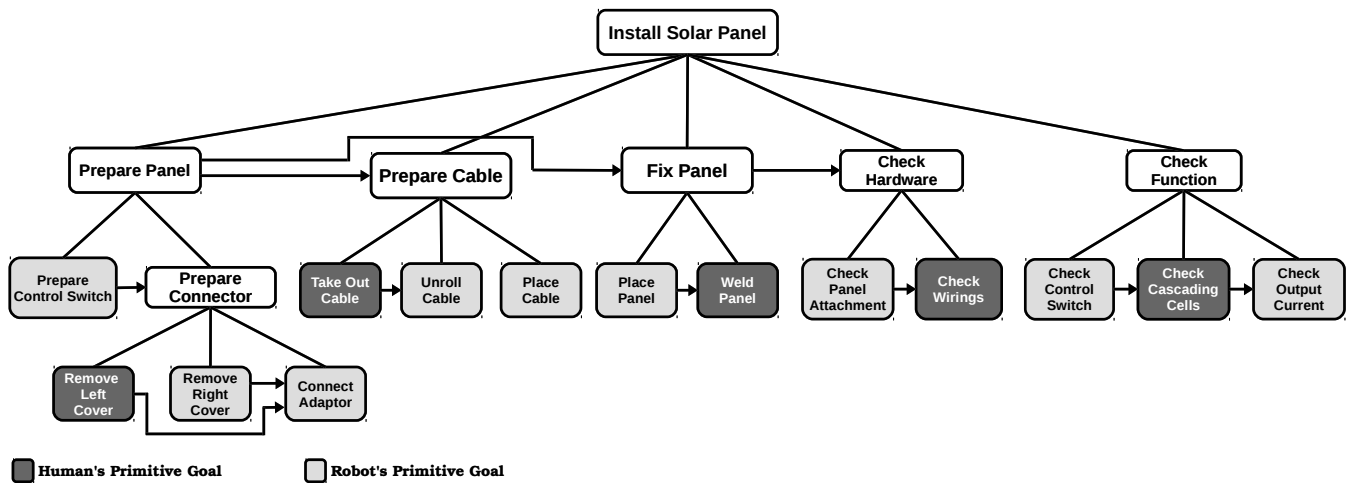 Install Solar Panel
Prepare Panel
Prepare Cable
Fix Panel
Check
Hardware
Check
Function
Prepare
Control Switch
Prepare
Connector
Take Out
Cable
Unroll
Cable
Place
Cable
Place
Panel
Weld
Panel
Check
Panel
Attachment
Check
Wirings
Check
Control
Switch
Check
Cascading
Cells
Check
Output
Current
Remove
Left
Cover
Remove
Right
Cover
Connect
Adaptor
Human's Primitive Goal
Robot's Primitive Goal